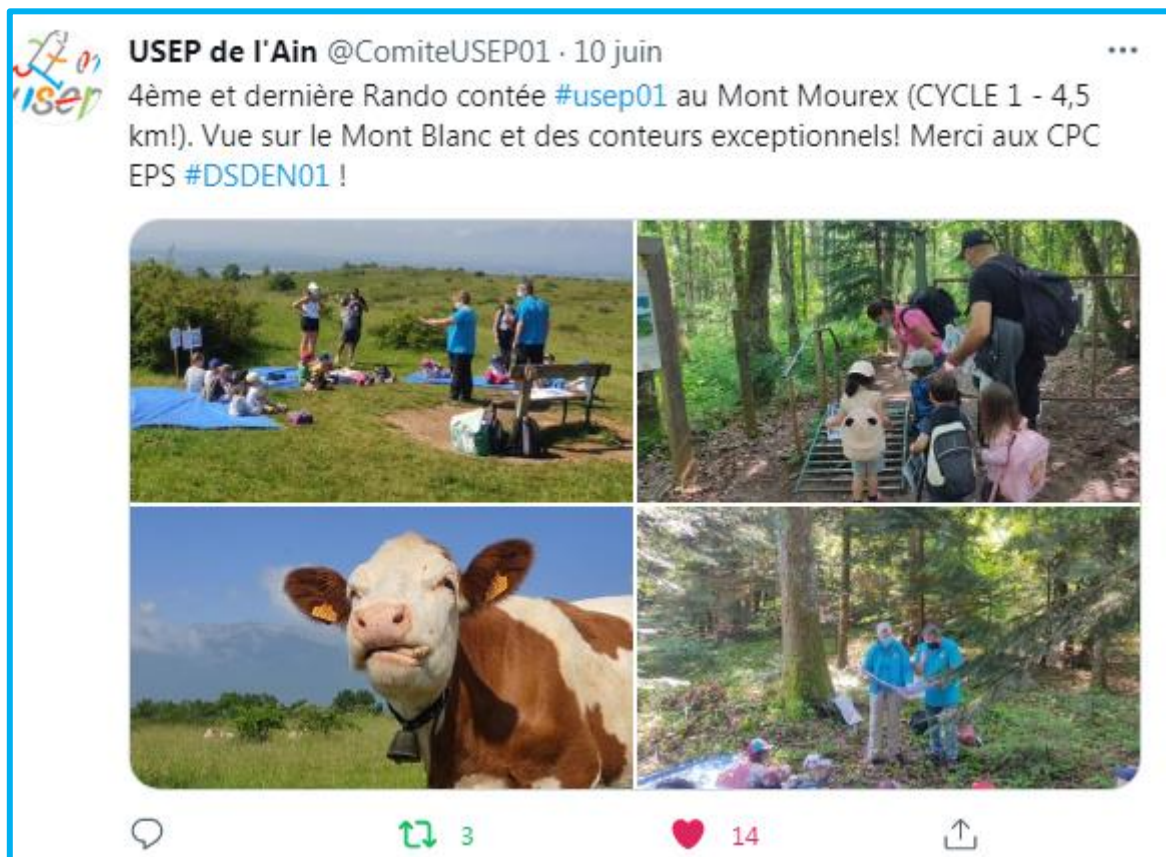 USEP de l'Ain @ComiteUSEP01 · 10 juin
4ème et dernière Rando contée #usep01 au Mont Mourex (CYCLE 1 - 4,5
km!). Vue sur le Mont Blanc et des conteurs exceptionnels! Merci aux CPC
EPS #DSDEN01 !
usep
3
14